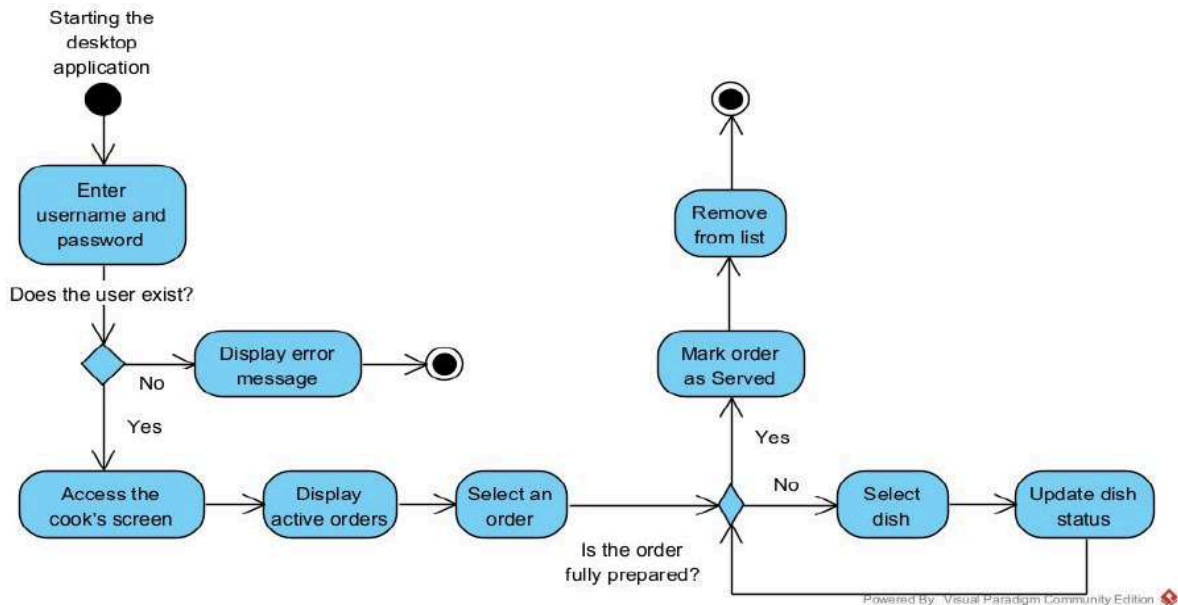 Starting the
desktop
application
Enter
username and
password
Does the user exist?
No
Display error
message
Yes
Access the
cook's screen
Display
active orders
Select an
order
Is the order
fully prepared?
No
Select
dish
Update dish
status
Yes
Mark order
as Served
Remove
from list
Powered By Visual Paradigm Community Edition